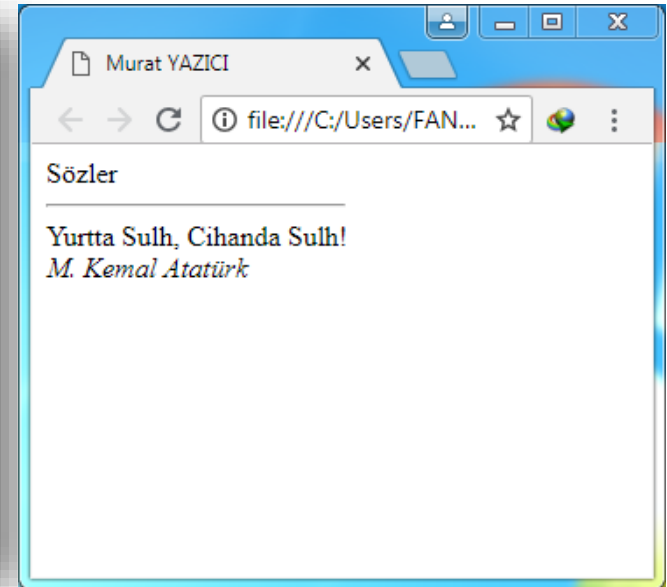 Murat YAZICI
file:///C:/Users/FAN...
Sözler
Yurtta Sulh, Cihanda Sulh!
M. Kemal Atatürk